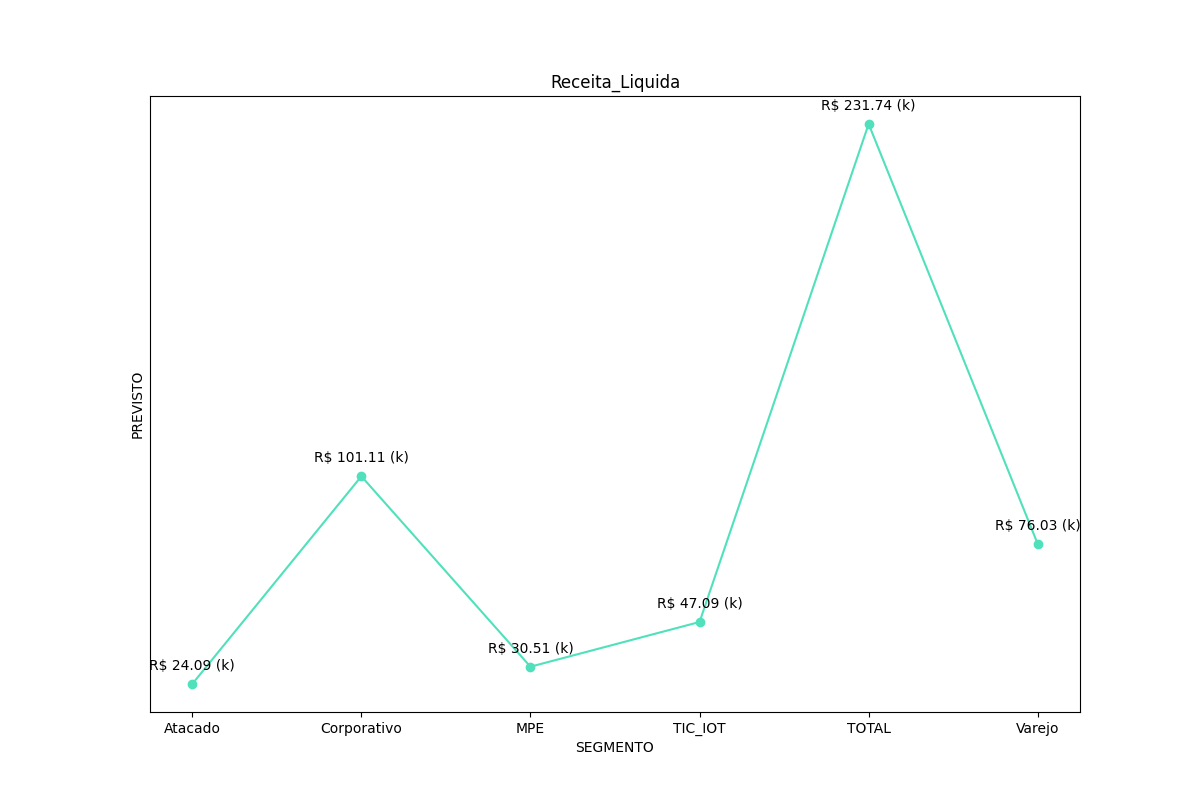 Receita_Liquida
R$ 231.74 (k)
R$ 101.11 (k)
R$ 76.03 (k)
R$ 47.09 (k)
R$ 30.51 (k)
R$ 24.09 (k)
PREVISTO
Atacado Corporativo MPE TIC_IOT TOTAL Varejo
SEGMENTO